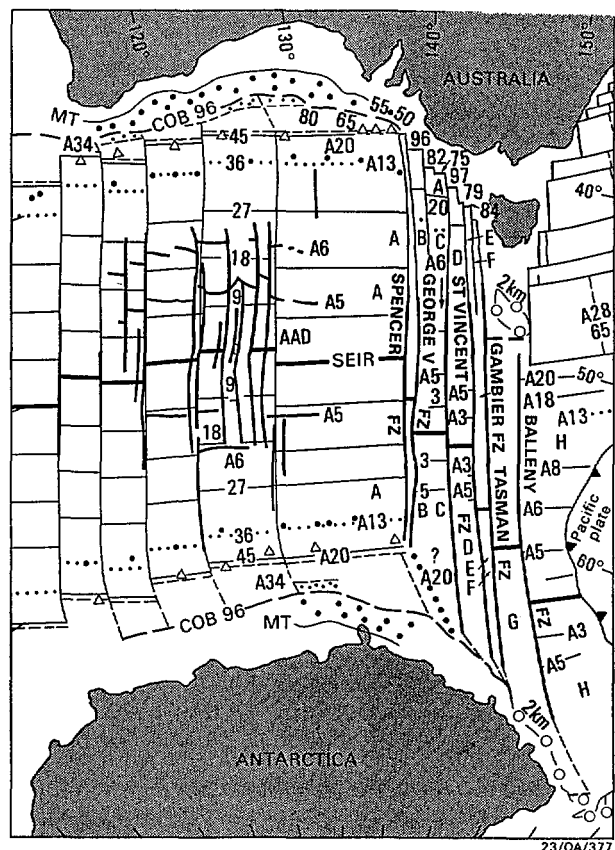 120°
130°
140°
150°
AUSTRALIA
MT
COB 96
80
65
55-50
A34
45
A20
96
36
A13
82
75
97
A
79
84
20
40°
27
A6
A
B
C
D
E
F
18
A6
2km
A5
A
9
SPENCER
GEORGE V
ST VINCENT
A28
65
AAD
SEIR
GAMBIER FZ
TASMAN
BALLENY
A5
A20
50°
9
3
A5
A18
A5
FZ
FZ
A3
A13
18
H
A6
3
A3
A8
27
A
5
A5
A6
Pacific
plate
B
C
36
A13
FZ
D
A5
45
A20
?
E
FZ
60°
A34
A20
F
COB 96
MT
G
FZ
A3
A5
H
2km
ANTARCTICA
23/OA/377